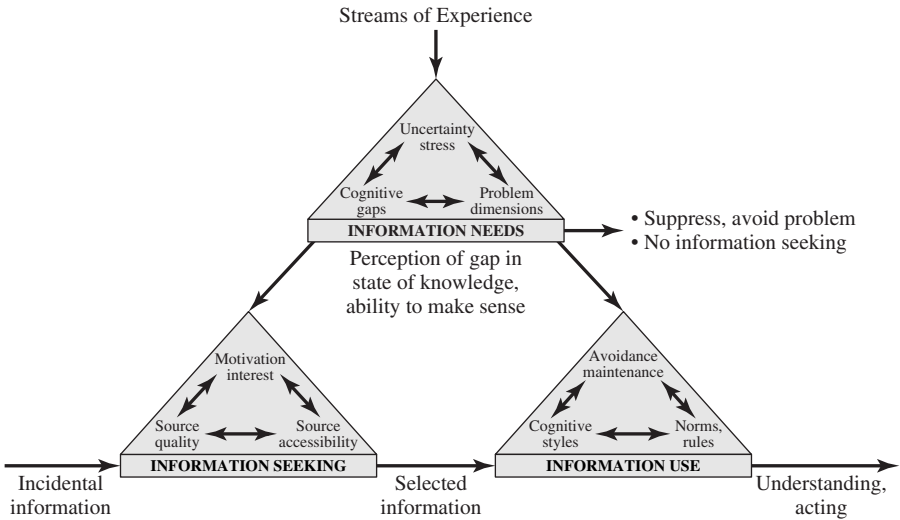 Streams of Experience
Uncertainty
stress
Cognitive
gaps
Problem
dimensions
INFORMATION NEEDS
• Suppress, avoid problem
• No information seeking
Perception of gap in
state of knowledge,
ability to make sense
Motivation
interest
Source
quality
Source
accessibility
INFORMATION SEEKING
Avoidance
maintenance
Cognitive
styles
Norms,
rules
INFORMATION USE
Incidental
information
Selected
information
Understanding,
acting